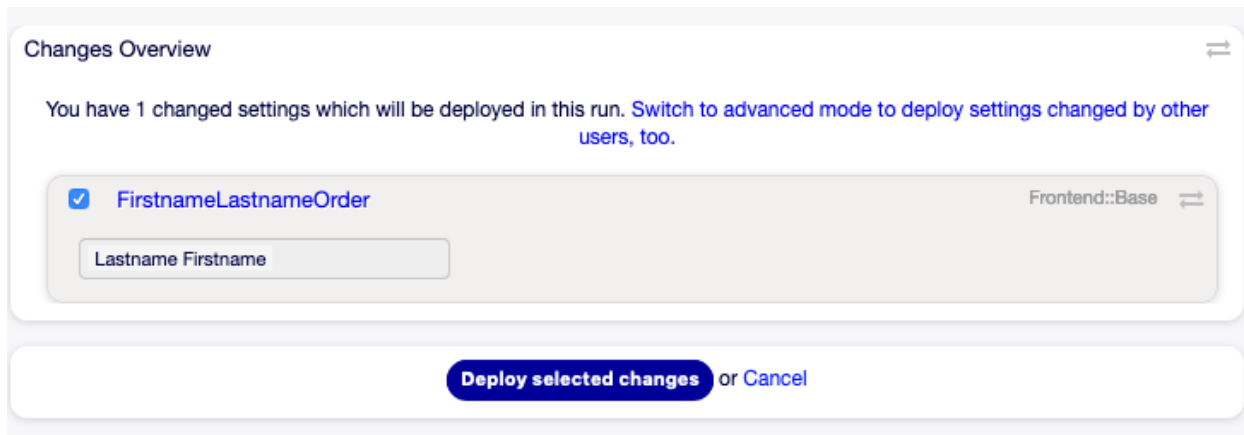 Changes Overview
You have 1 changed settings which will be deployed in this run. Switch to advanced mode to deploy settings changed by other
users, too.
FirstnameLastnameOrder
Frontend::Base
Lastname Firstname
Deploy selected changes or Cancel